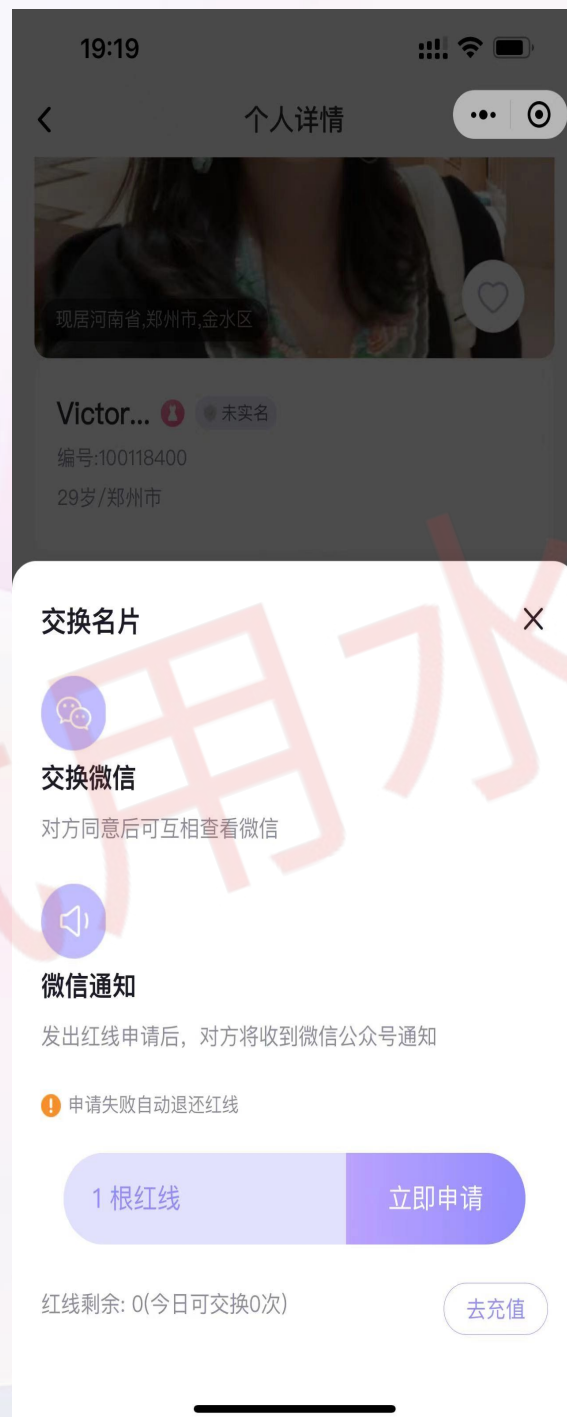 19:19
个人详情
现居河南省,郑州市,金水区
Victor... 未实名
编号:100118400
29岁/郑州市
交换名片
交换微信
对方同意后可互相查看微信
微信通知
发出红线申请后，对方将收到微信公众号通知
申请失败自动退还红线
1 根红线 立即申请
红线剩余: 0(今日可交换0次) 去充值
用水